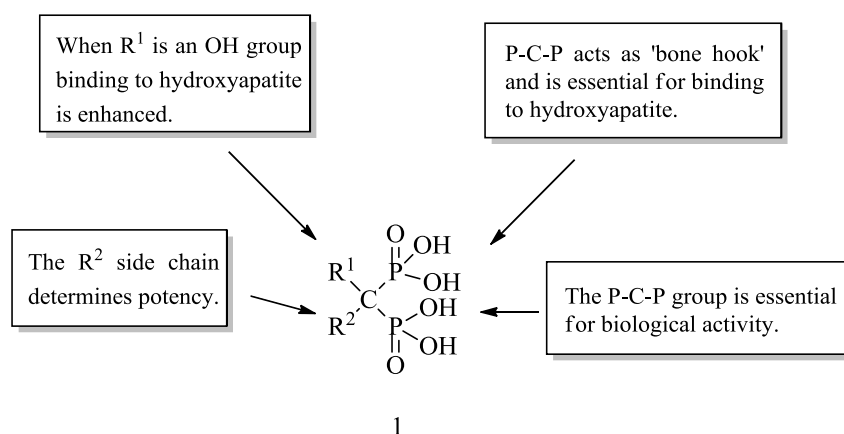 When R¹ is an OH group
binding to hydroxyapatite
is enhanced.
P-C-P acts as 'bone hook'
and is essential for binding
to hydroxyapatite.
The R² side chain
determines potency.
O
OH
R¹ P
OH
C
OH
R² P
OH
O
The P-C-P group is essential
for biological activity.
1